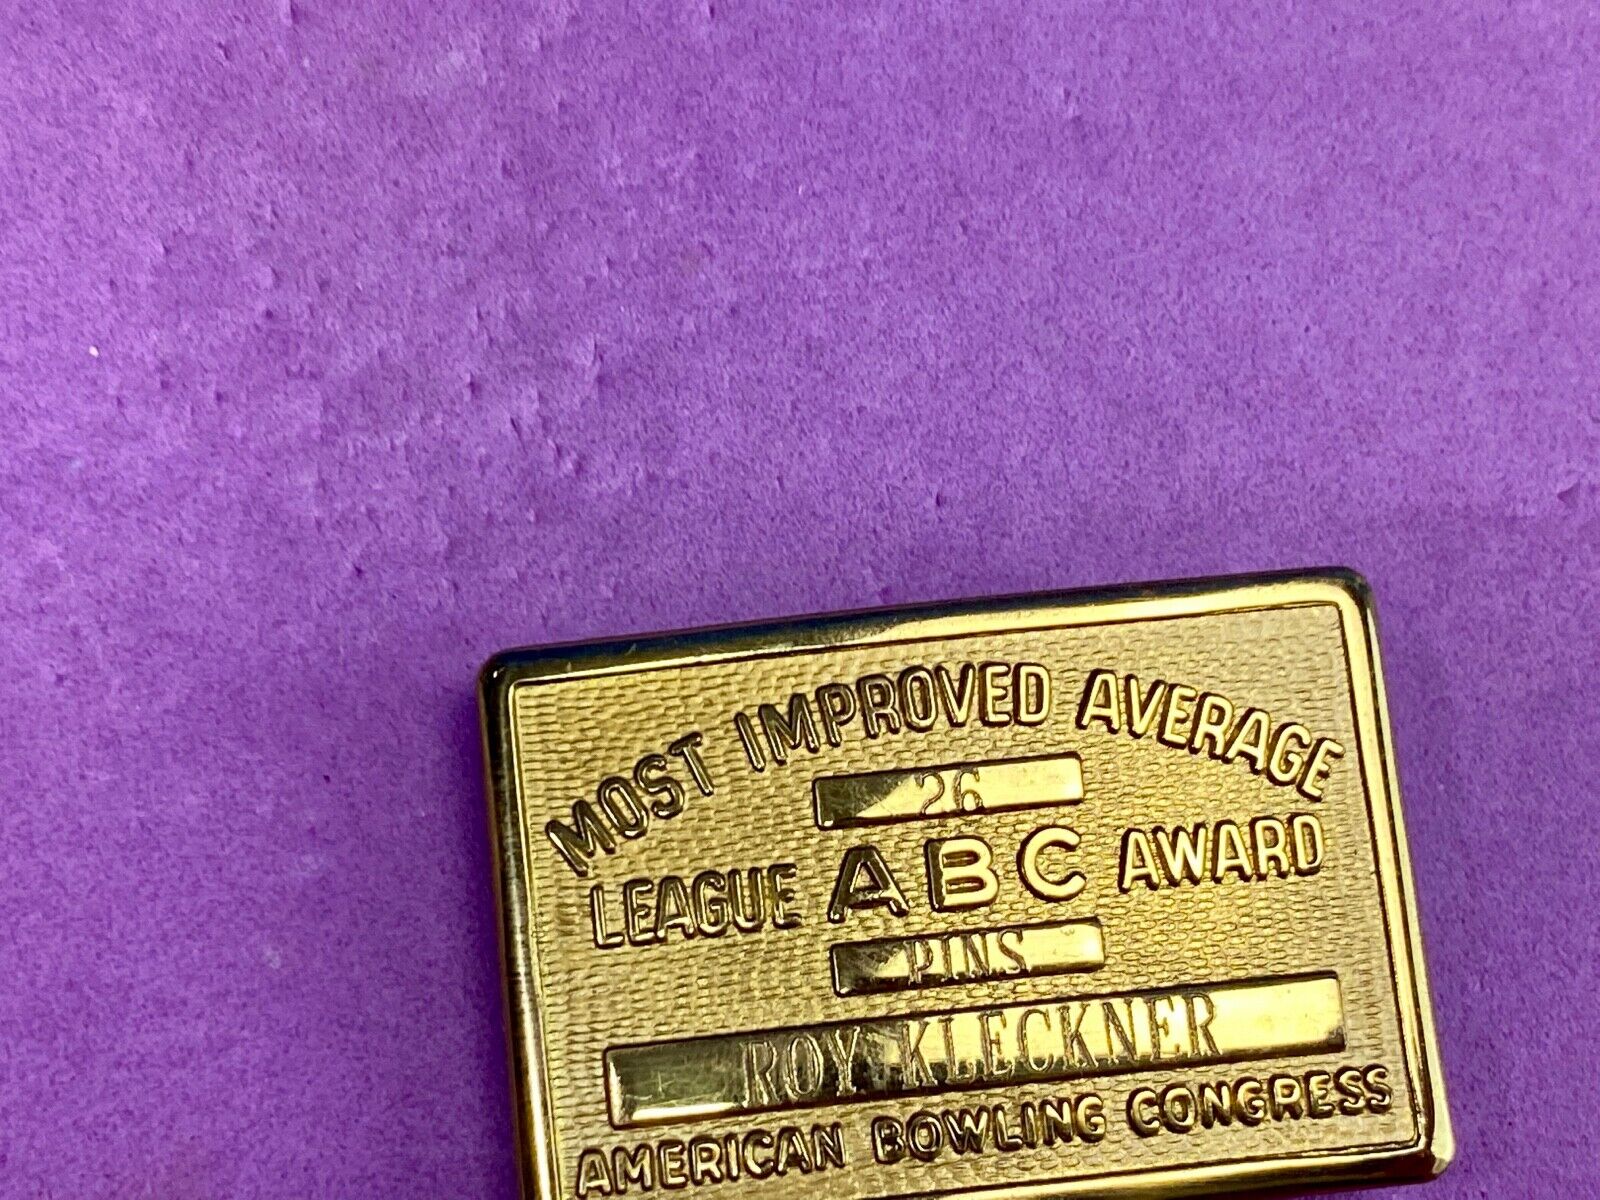 MOST IMPROVED AVERAGE
26
LEAGUE ABC AWARD
PINS
ROY KLECKNER
AMERICAN BOWLING CONGRESS